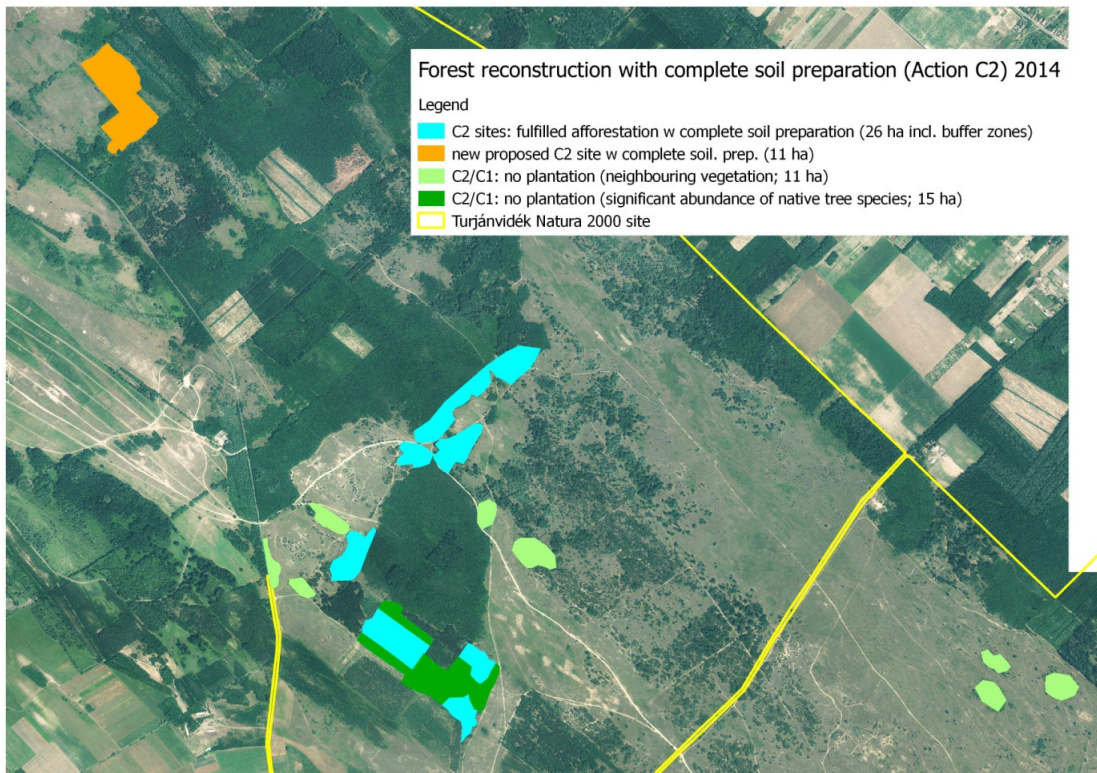 Forest reconstruction with complete soil preparation (Action C2) 2014
Legend
C2 sites: fulfilled afforestation w complete soil preparation (26 ha incl. buffer zones)
new proposed C2 site w complete soil. prep. (11 ha)
C2/C1: no plantation (neighbouring vegetation; 11 ha)
C2/C1: no plantation (significant abundance of native tree species; 15 ha)
Turjánvidék Natura 2000 site